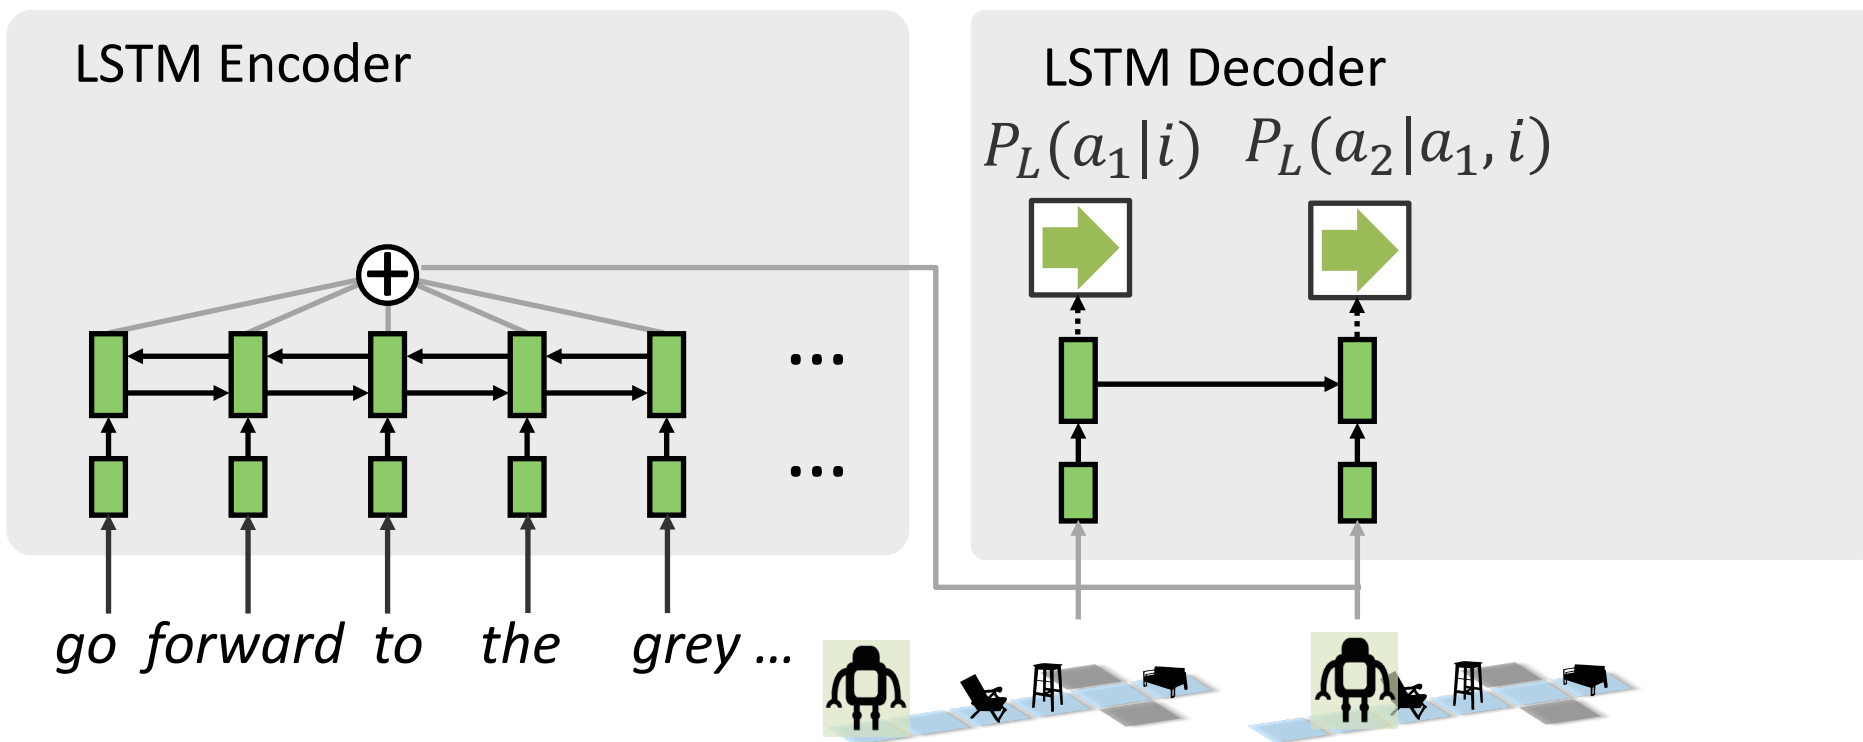 LSTM Encoder
LSTM Decoder
P_L(a_1|i)
P_L(a_2|a_1, i)
...
...
go forward to the grey ...